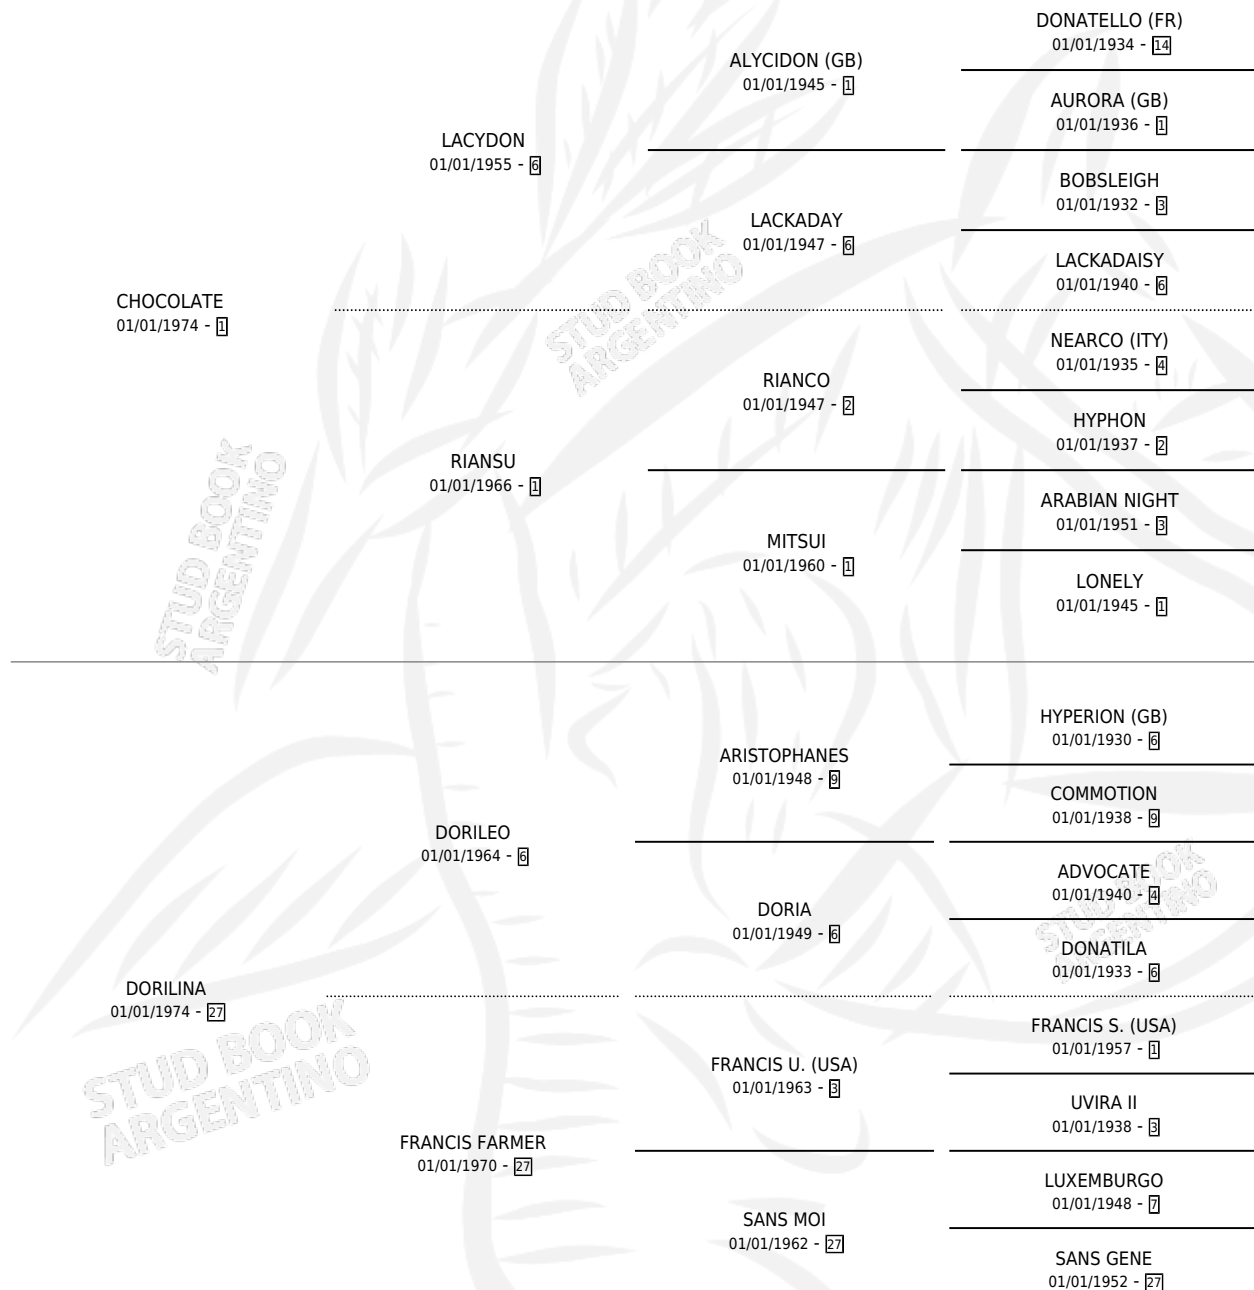 DONATELLO (FR)
01/01/1934 - 14
ALYCIDON (GB)
01/01/1945 - 1
AURORA (GB)
01/01/1936 - 1
LACYDON
01/01/1955 - 6
BOBSLEIGH
01/01/1932 - 3
LACKADAY
01/01/1947 - 6
LACKADAISY
01/01/1940 - 6
CHOCOLATE
01/01/1974 - 1
STUD BOOK
ARGENTINO
NEARCO (ITY)
01/01/1935 - 4
RIANCO
01/01/1947 - 2
HYPHON
01/01/1937 - 2
RIANSU
01/01/1966 - 1
ARABIAN NIGHT
01/01/1951 - 3
MITSUI
01/01/1960 - 1
LONELY
01/01/1945 - 1
STUD BOOK
ARGENTINO
HYPERION (GB)
01/01/1930 - 6
ARISTOPHANES
01/01/1948 - 9
COMMOTION
01/01/1938 - 9
DORILEO
01/01/1964 - 6
ADVOCATE
01/01/1940 - 4
DORIA
01/01/1949 - 6
DONATILA
01/01/1933 - 6
STUD BOOK
ARGENTINO
DORILINA
01/01/1974 - 27
FRANCIS S. (USA)
01/01/1957 - 1
FRANCIS U. (USA)
01/01/1963 - 3
UVIRA II
01/01/1938 - 3
STUD BOOK
ARGENTINO
FRANCIS FARMER
01/01/1970 - 27
LUXEMBURGO
01/01/1948 - 7
SANS MOI
01/01/1962 - 27
SANS GENE
01/01/1952 - 27